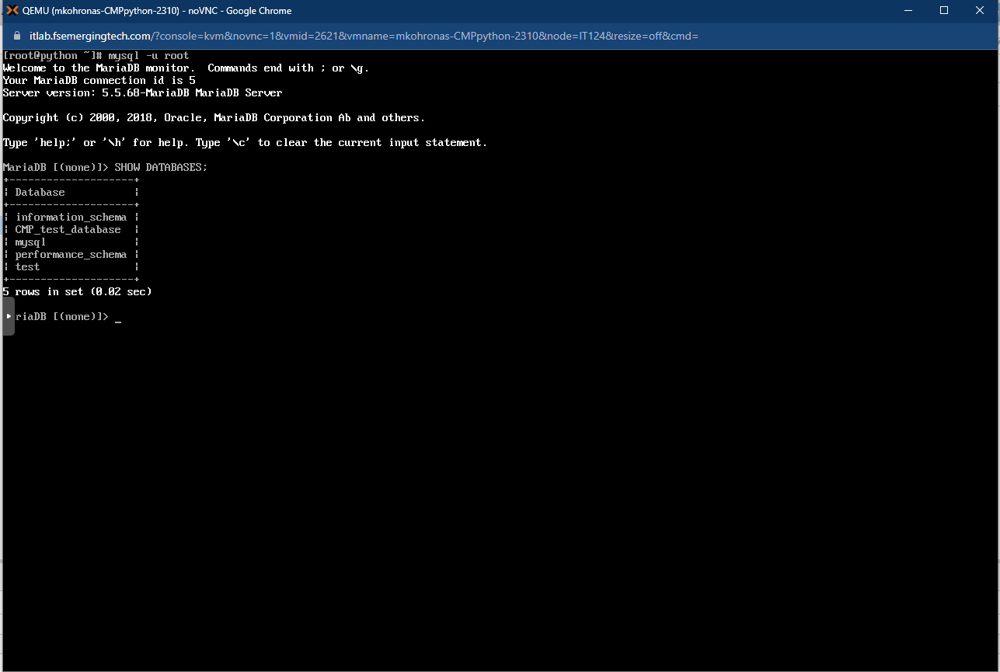 QEMU (mkohronas-CMPpython-2310) - noVNC - Google Chrome
itlab.fsemergingtech.com/?console=kvm&novnc=1&vmid=2621&vmname=mkohronas-CMPpython-2310&node=IT124&resize=off&cmd=
[root@python ~]# mysql -u root
Welcome to the MariaDB monitor.  Commands end with ; or \g.
Your MariaDB connection id is 5
Server version: 5.5.68-MariaDB MariaDB Server
Copyright (c) 2000, 2018, Oracle, MariaDB Corporation Ab and others.
Type 'help;' or '\h' for help. Type '\c' to clear the current input statement.
MariaDB [(none)]> SHOW DATABASES;
+--------------------+
| Database           |
+--------------------+
| information_schema |
| CMP_test_database  |
| mysql              |
| performance_schema |
| test               |
+--------------------+
5 rows in set (0.02 sec)
riaDB [(none)]> _